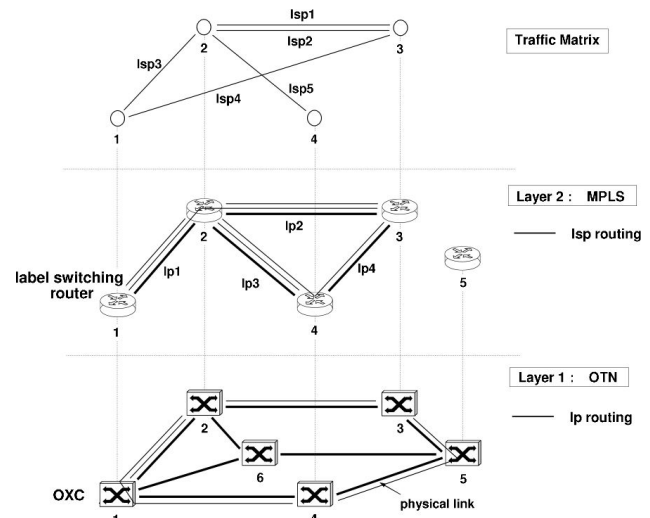 lsp1
2
lsp2
3
Traffic Matrix
lsp3
lsp5
lsp4
1
4
Layer 2 : MPLS
lp2
2
3
lsp routing
lp1
lp3
lp4
5
label switching
router
1
4
Layer 1 : OTN
2
3
lp routing
6
5
OXC
physical link
1
4